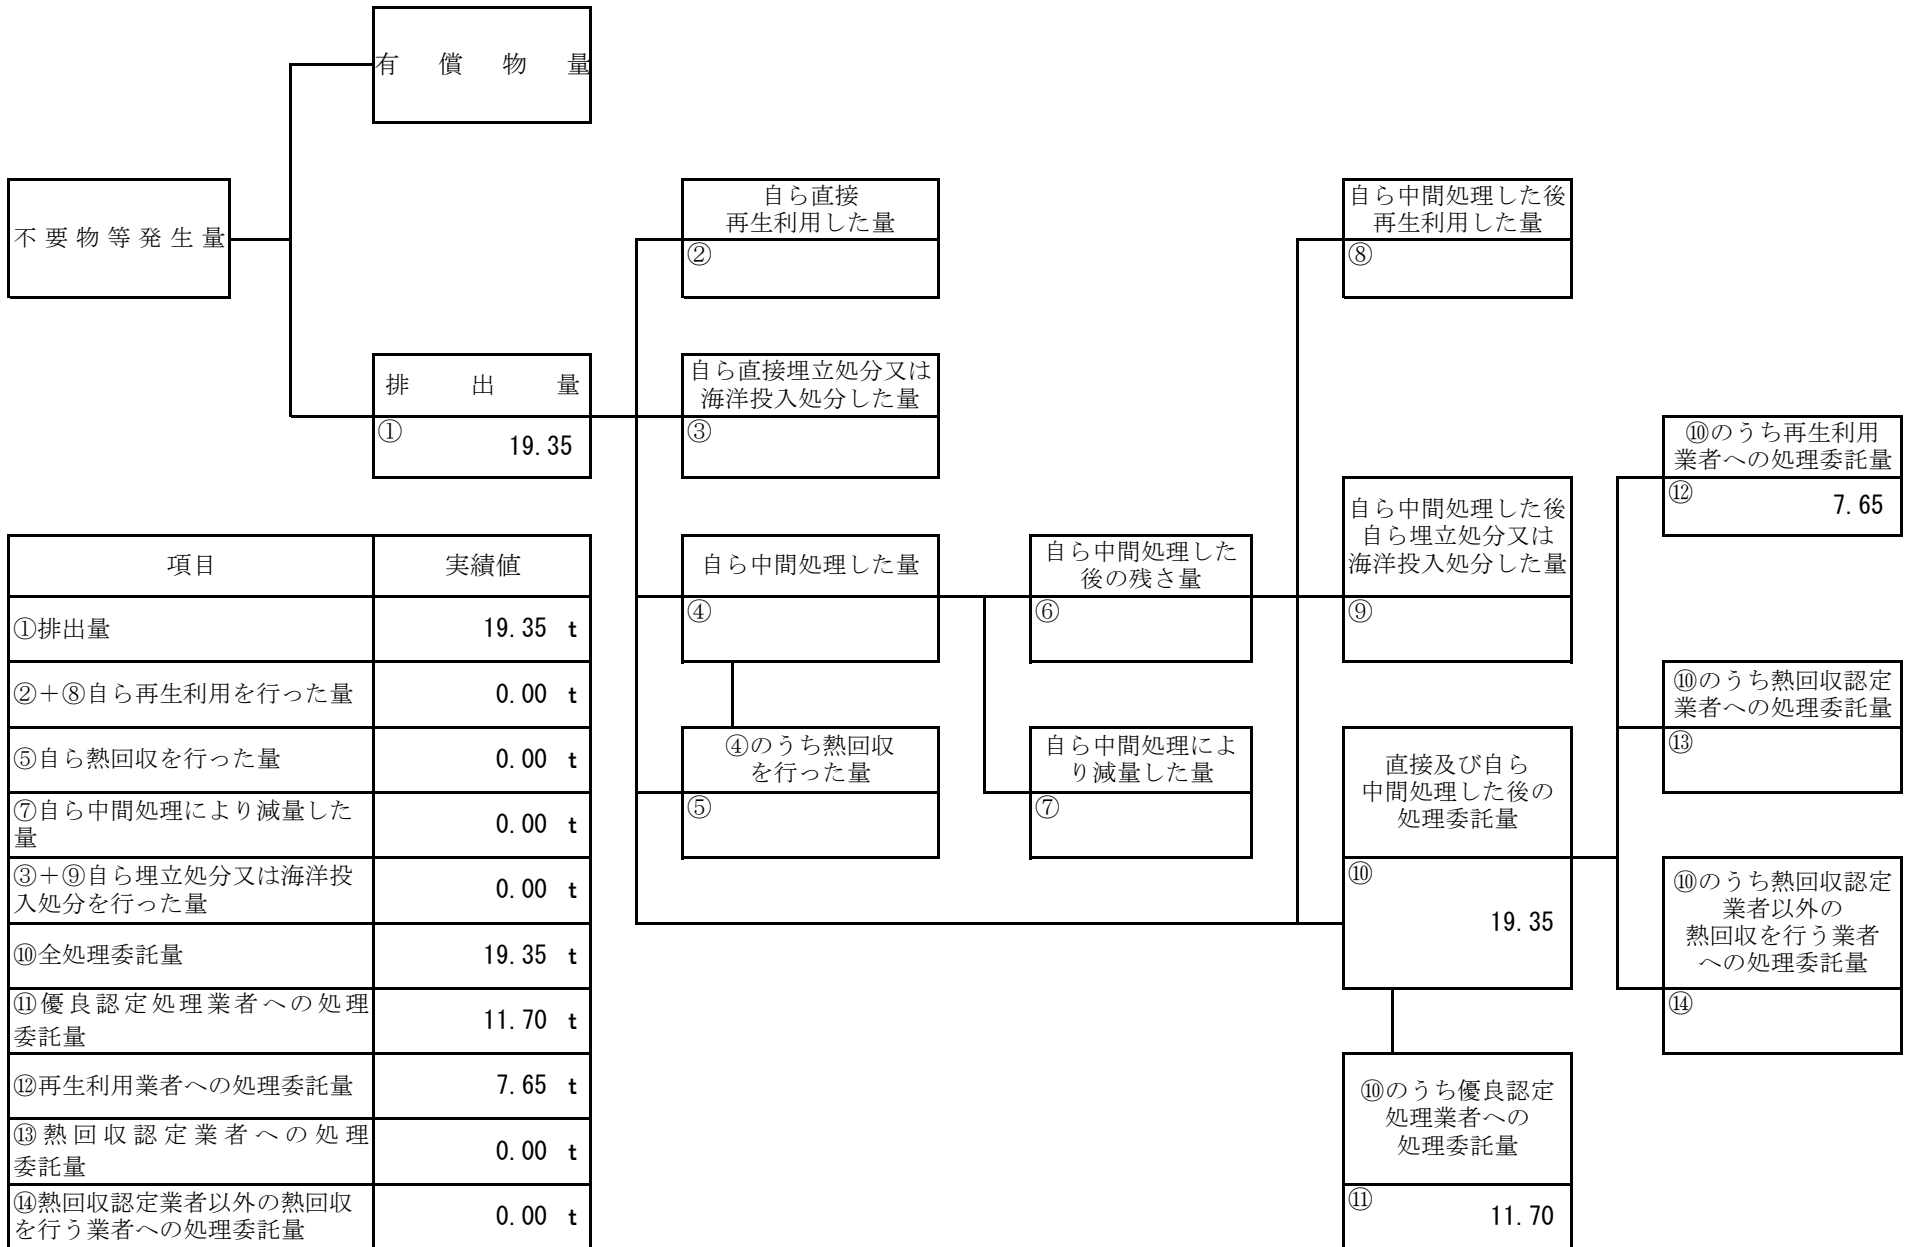 有償物量
不要物等発生量
自ら直接
再生利用した量
②
自ら中間処理した後
再生利用した量
⑧
排出量
①
19.35
自ら直接埋立処分又は
海洋投入処分した量
③
⑩のうち再生利用
業者への処理委託量
⑫
7.65
自ら中間処理した量
④
自ら中間処理した
後の残さ量
⑥
自ら中間処理した後
自ら埋立処分又は
海洋投入処分した量
⑨
⑩のうち熱回収認定
業者への処理委託量
⑬
④のうち熱回収
を行った量
⑤
自ら中間処理によ
り減量した量
⑦
直接及び自ら
中間処理した後の
処理委託量
⑩
19.35
⑩のうち熱回収認定
業者以外の
熱回収を行う業者
への処理委託量
⑭
⑩のうち優良認定
処理業者への
処理委託量
⑪
11.70
項目 実績値
①排出量 19.35 t
②＋⑧自ら再生利用を行った量 0.00 t
⑤自ら熱回収を行った量 0.00 t
⑦自ら中間処理により減量した
量 0.00 t
③＋⑨自ら埋立処分又は海洋投
入処分を行った量 0.00 t
⑩全処理委託量 19.35 t
⑪優良認定処理業者への処理
委託量 11.70 t
⑫再生利用業者への処理委託量 7.65 t
⑬熱回収認定業者への処理
委託量 0.00 t
⑭熱回収認定業者以外の熱回収
を行う業者への処理委託量 0.00 t